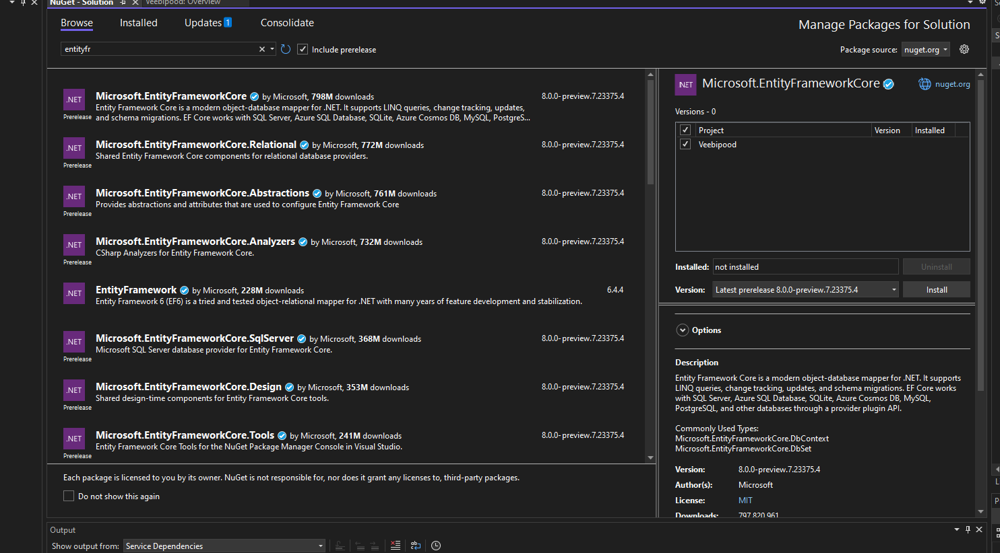 NuGet - Solution
Veebipood: Overview
Browse
Installed
Updates 1
Consolidate
Manage Packages for Solution
entityfr
Include prerelease
Package source: nuget.org
.NET
Prerelease
Microsoft.EntityFrameworkCore by Microsoft, 798M downloads
8.0.0-preview.7.23375.4
Entity Framework Core is a modern object-database mapper for .NET. It supports LINQ queries, change tracking, updates,
and schema migrations. EF Core works with SQL Server, Azure SQL Database, SQLite, Azure Cosmos DB, MySQL, PostgreS...
.NET
Prerelease
Microsoft.EntityFrameworkCore.Relational by Microsoft, 772M downloads
8.0.0-preview.7.23375.4
Shared Entity Framework Core components for relational database providers.
.NET
Prerelease
Microsoft.EntityFrameworkCore.Abstractions by Microsoft, 761M downloads
8.0.0-preview.7.23375.4
Provides abstractions and attributes that are used to configure Entity Framework Core
.NET
Prerelease
Microsoft.EntityFrameworkCore.Analyzers by Microsoft, 732M downloads
8.0.0-preview.7.23375.4
CSharp Analyzers for Entity Framework Core.
.NET
EntityFramework by Microsoft, 228M downloads
6.4.4
Entity Framework 6 (EF6) is a tried and tested object-relational mapper for .NET with many years of feature development and stabilization.
.NET
Prerelease
Microsoft.EntityFrameworkCore.SqlServer by Microsoft, 368M downloads
8.0.0-preview.7.23375.4
Microsoft SQL Server database provider for Entity Framework Core.
.NET
Prerelease
Microsoft.EntityFrameworkCore.Design by Microsoft, 353M downloads
8.0.0-preview.7.23375.4
Shared design-time components for Entity Framework Core tools.
.NET
Prerelease
Microsoft.EntityFrameworkCore.Tools by Microsoft, 241M downloads
8.0.0-preview.7.23375.4
Entity Framework Core Tools for the NuGet Package Manager Console in Visual Studio.
Each package is licensed to you by its owner. NuGet is not responsible for, nor does it grant any licenses to, third-party packages.
Do not show this again
.NET
Microsoft.EntityFrameworkCore
nuget.org
Versions - 0
Project
Version
Installed
Veebipood
Installed: not installed
Uninstall
Version: Latest prerelease 8.0.0-preview.7.23375.4
Install
Options
Description
Entity Framework Core is a modern object-database mapper for .NET. It supports
LINQ queries, change tracking, updates, and schema migrations. EF Core works
with SQL Server, Azure SQL Database, SQLite, Azure Cosmos DB, MySQL,
PostgreSQL, and other databases through a provider plugin API.
Commonly Used Types:
Microsoft.EntityFrameworkCore.DbContext
Microsoft.EntityFrameworkCore.DbSet
Version: 8.0.0-preview.7.23375.4
Author(s): Microsoft
License: MIT
Downloads: 797 820 961
Output
Show output from: Service Dependencies